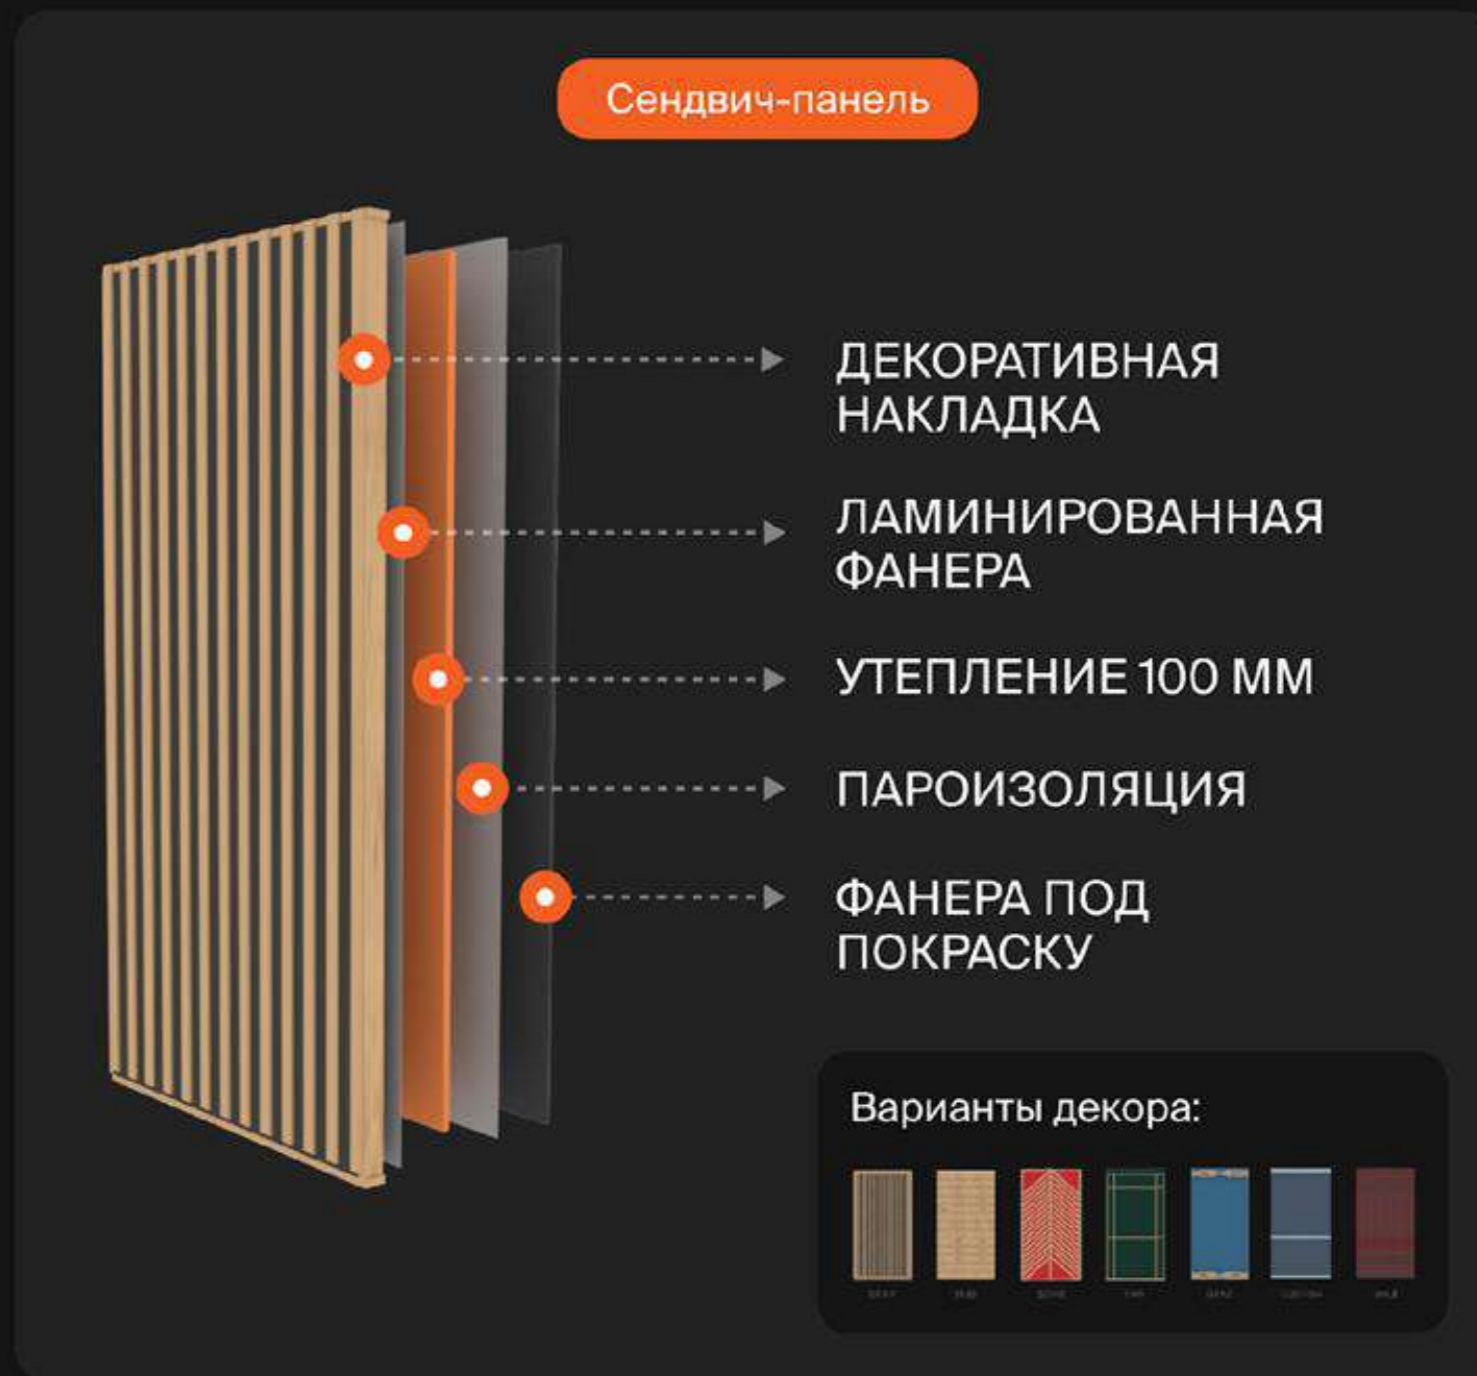 Сендвич-панель
ДЕКОРАТИВНАЯ
НАКЛАДКА
ЛАМИНИРОВАННАЯ
ФАНЕРА
УТЕПЛЕНИЕ 100 ММ
ПАРОИЗОЛЯЦИЯ
ФАНЕРА ПОД
ПОКРАСКУ
Варианты декора: